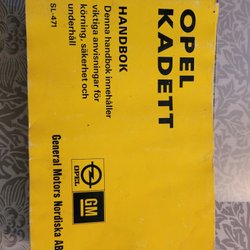 OPEL
KADETT
HANDBOK
Denna handbok innehåller
viktiga anvisningar för
körning, säkerhet och
underhåll
SL 471
OPEL
GM
General Motors Nordiska AB